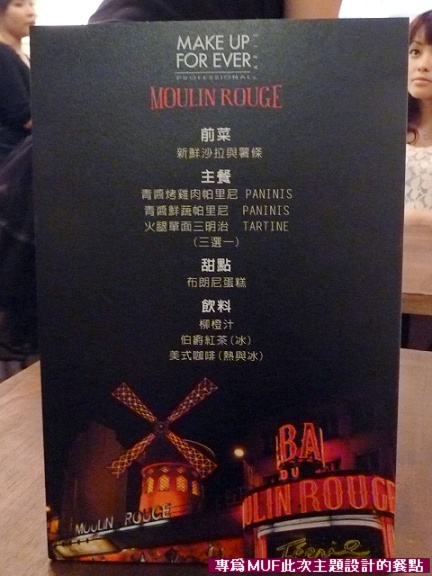 MAKE UP
FOR EVER
PROFESSIONAL
MOULIN ROUGE
前菜
新鮮沙拉與薯條
主餐
青醬烤雞肉帕里尼 PANINIS
青醬鮮蔬帕里尼 PANINIS
火腿單面三明治 TARTINE
(三選一)
甜點
布朗尼蛋糕
飲料
柳橙汁
伯爵紅茶(冰)
美式咖啡(熱與冰)
BA
DU
MOULIN ROUGE
OULIN ROUGE
專為MUF此次主題設計的餐點